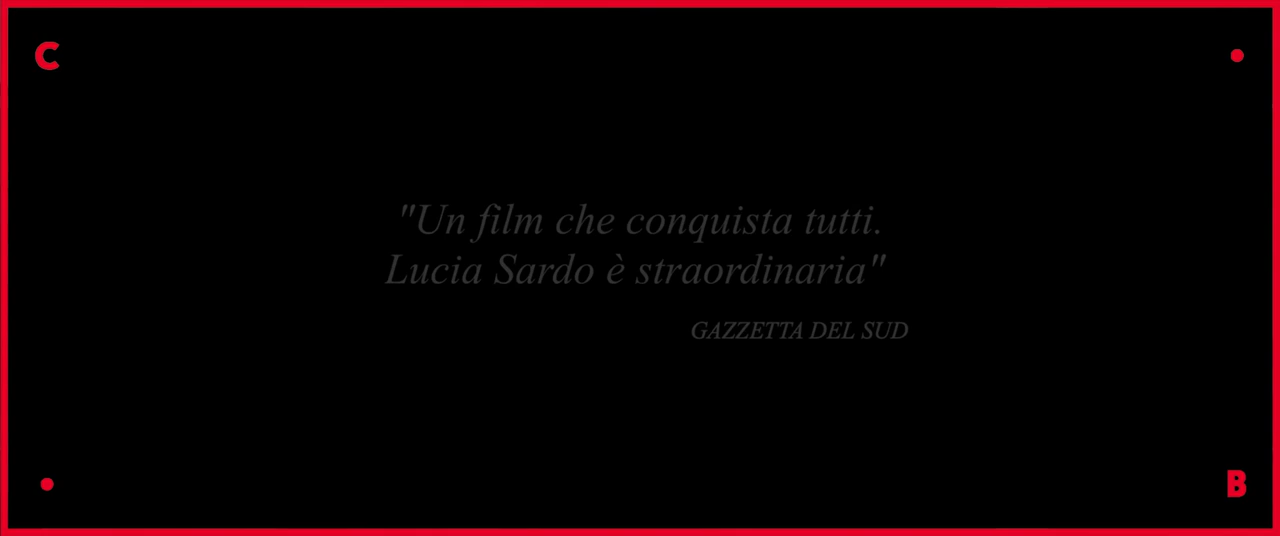 C
"Un film che conquista tutti.
Lucia Sardo è straordinaria"
GAZZETTA DEL SUD
B